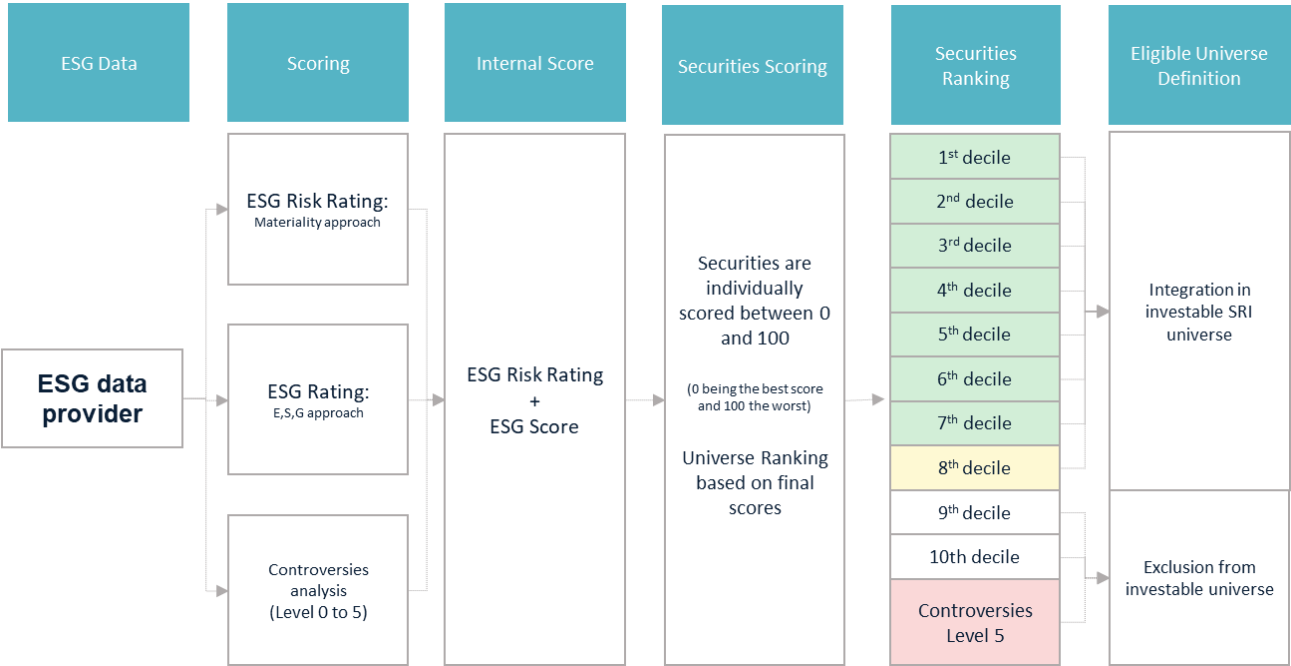 ESG Data
Scoring
Internal Score
Securities Scoring
Securities
Ranking
Eligible Universe
Definition
ESG data
provider
ESG Risk Rating:
Materiality approach
ESG Rating:
E,S,G approach
Controversies
analysis
(Level 0 to 5)
ESG Risk Rating
+
ESG Score
Securities are
individually
scored between 0
and 100
(0 being the best score
and 100 the worst)
Universe Ranking
based on final
scores
1st decile
2nd decile
3rd decile
4th decile
5th decile
6th decile
7th decile
8th decile
9th decile
10th decile
Controversies
Level 5
Integration in
investable SRI
universe
Exclusion from
investable universe